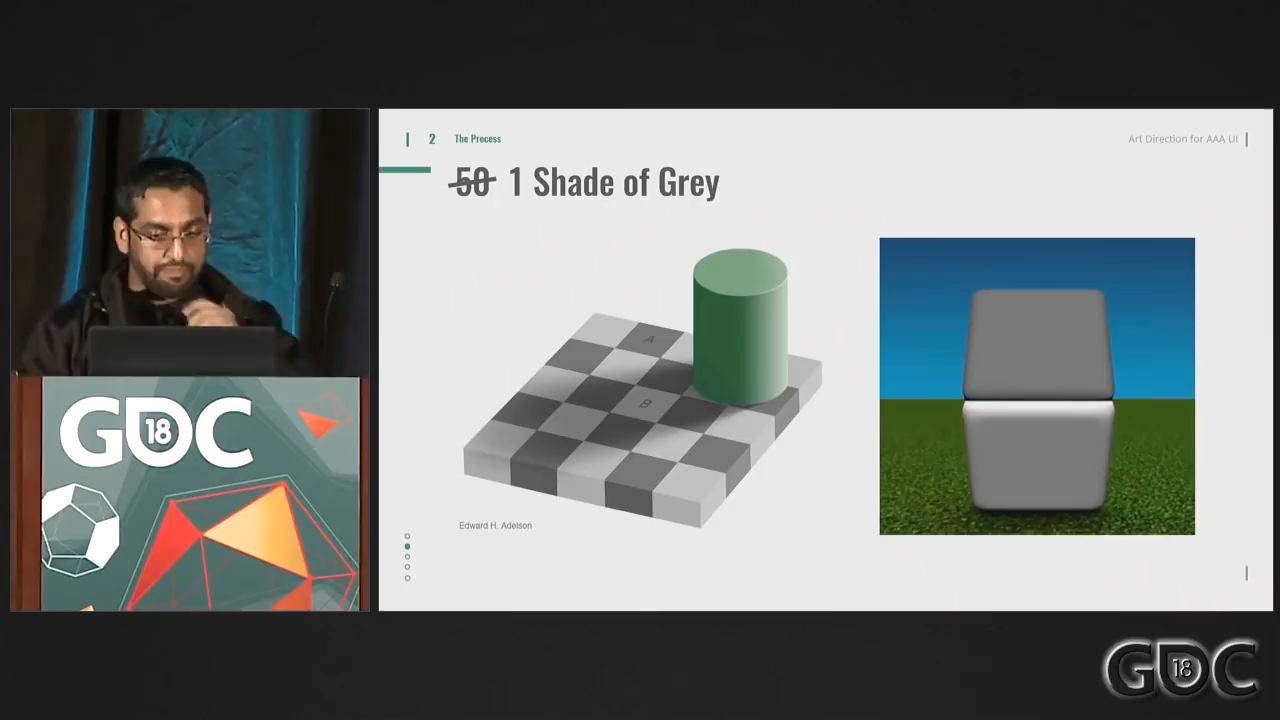 2 The Process
Art Direction for AAA UI
50 1 Shade of Grey
A
B
Edward H. Adelson
GDC
18
GDC
18